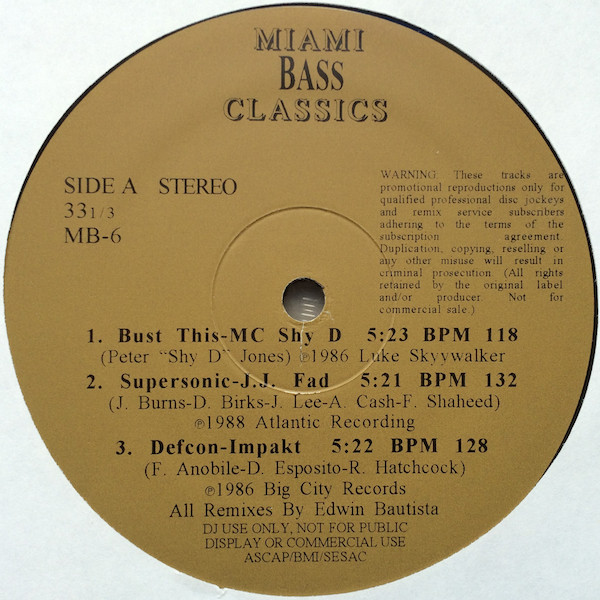 MIAMI
BASS
CLASSICS
SIDE A STEREO
33 1/3
MB-6
WARNING These tracks are
promotional reproductions only for
qualified professional disc jockeys
and remix service subscribers
adhering to the terms of the
subscription agreement.
Duplication, copying, reselling or
any other misuse will result in
criminal prosecution (All rights
retained by the original label
and/or producer Not for
commercial sale.)
1. Bust This-MC Shy D 5:23 BPM 118
(Peter "Shy D" Jones) ℗1986 Luke Skyywalker
2. Supersonic-J.J. Fad 5:21 BPM 132
(J. Burns-D. Birks-J. Lee-A. Cash-F. Shaheed)
℗1988 Atlantic Recording
3. Defcon-Impakt 5:22 BPM 128
(F. Anobile-D. Esposito-R. Hatchcock)
℗1986 Big City Records
All Remixes By Edwin Bautista
DJ USE ONLY, NOT FOR PUBLIC
DISPLAY OR COMMERCIAL USE
ASCAP/BMI/SESAC